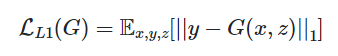 ℒ_{L1}(G) = 𝔼_{x,y,z}[||y − G(x, z)||_1]